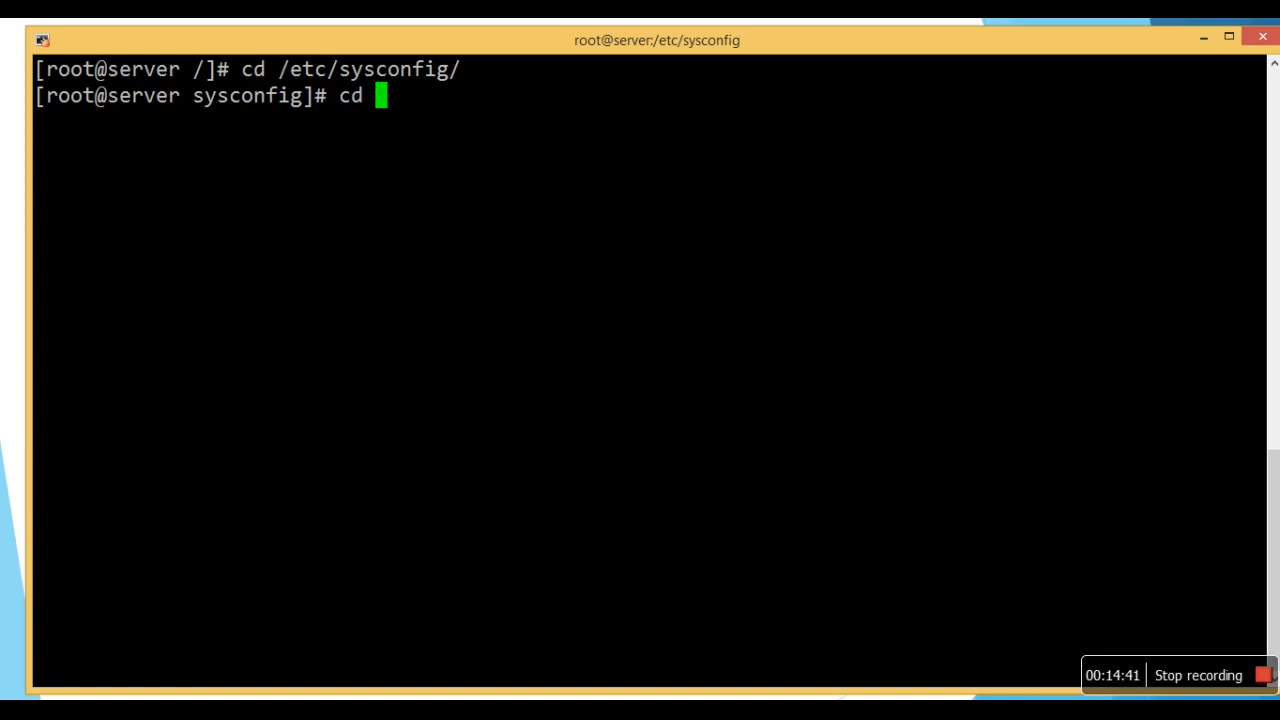 root@server:/etc/sysconfig
[root@server /]# cd /etc/sysconfig/
[root@server sysconfig]# cd
00:14:41 Stop recording